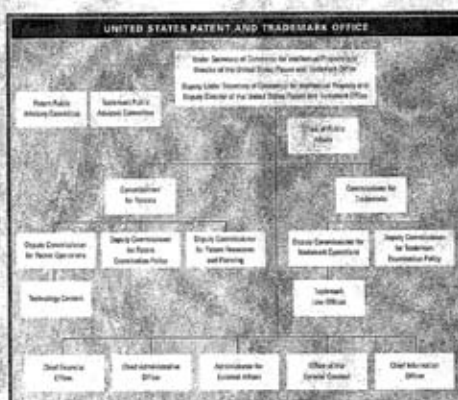 UNITED STATES PATENT AND TRADEMARK OFFICE
Under Secretary of Commerce for Intellectual Property and
Director of the United States Patent and Trademark Office
Deputy Under Secretary of Commerce for Intellectual Property and
Deputy Director of the United States Patent and Trademark Office
Patent Public
Advisory Committee
Trademark Public
Advisory Committee
Office of Public
Affairs
Commissioner
for Patents
Commissioner for
Trademarks
Deputy Commissioner
for Patent Operations
Deputy Commissioner
for Patent
Examination Policy
Deputy Commissioner
for Patent Resources
and Planning
Deputy Commissioner for
Trademark Operations
Deputy Commissioner
for Trademark
Examination Policy
Technology Centers
Trademark
Law Offices
Chief Financial
Officer
Chief Administrative
Officer
Administrator for
External Affairs
Office of the
General Counsel
Chief Information
Officer